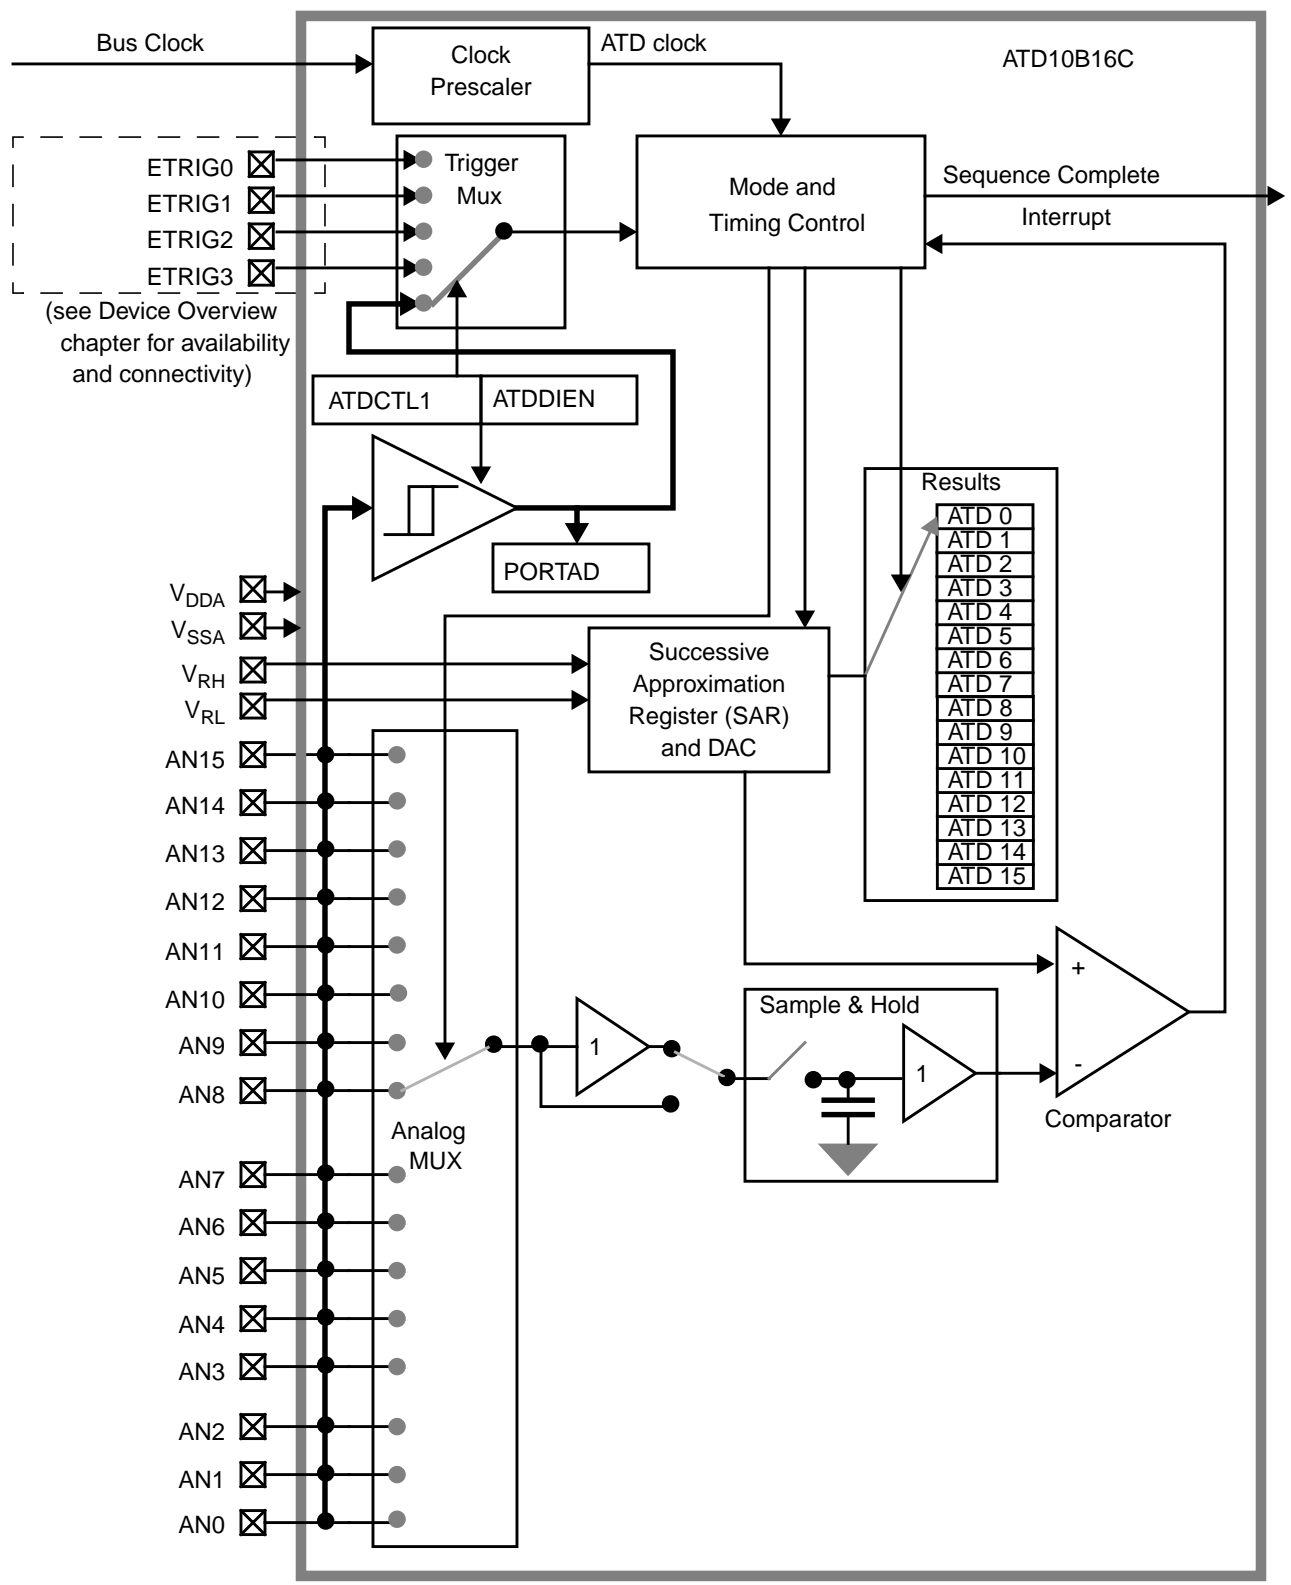 Bus Clock
Clock
Prescaler
ATD clock
ATD10B16C
ETRIG0
ETRIG1
ETRIG2
ETRIG3
(see Device Overview
chapter for availability
and connectivity)
Trigger
Mux
Mode and
Timing Control
Sequence Complete
Interrupt
ATDCTL1
ATDDIEN
PORTAD
Results
ATD 0
ATD 1
ATD 2
ATD 3
ATD 4
ATD 5
ATD 6
ATD 7
ATD 8
ATD 9
ATD 10
ATD 11
ATD 12
ATD 13
ATD 14
ATD 15
VDDA
VSSA
VRH
VRL
Successive
Approximation
Register (SAR)
and DAC
AN15
AN14
AN13
AN12
AN11
AN10
AN9
AN8
AN7
AN6
AN5
AN4
AN3
AN2
AN1
AN0
Analog
MUX
1
Sample & Hold
1
+
-
Comparator